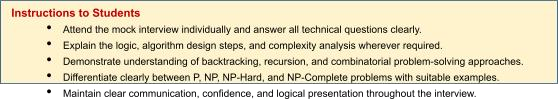 Instructions to Students
• Attend the mock interview individually and answer all technical questions clearly.
• Explain the logic, algorithm design steps, and complexity analysis wherever required.
• Demonstrate understanding of backtracking, recursion, and combinatorial problem-solving approaches.
• Differentiate clearly between P, NP, NP-Hard, and NP-Complete problems with suitable examples.
• Maintain clear communication, confidence, and logical presentation throughout the interview.